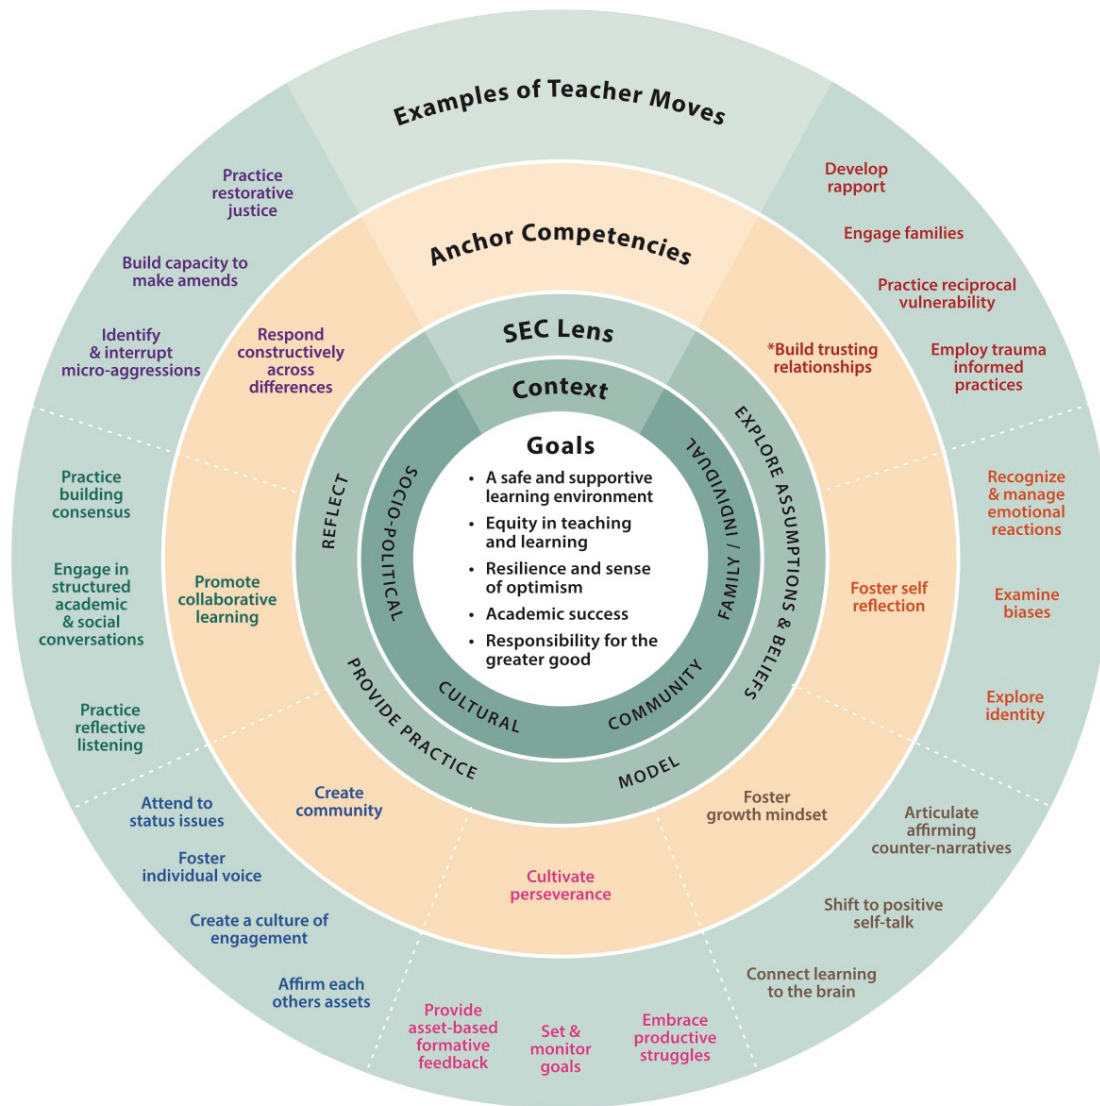 Examples of Teacher Moves
Anchor Competencies
SEC Lens
Context
Goals
• A safe and supportive
learning environment
• Equity in teaching
and learning
• Resilience and sense
of optimism
• Academic success
• Responsibility for the
greater good
SOCIO-POLITICAL
CULTURAL
COMMUNITY
FAMILY / INDIVIDUAL
REFLECT
PROVIDE PRACTICE
MODEL
EXPLORE ASSUMPTIONS & BELIEFS
*Build trusting
relationships
Develop
rapport
Engage families
Practice reciprocal
vulnerability
Employ trauma
informed
practices
Foster self
reflection
Recognize
& manage
emotional
reactions
Examine
biases
Explore
identity
Foster
growth mindset
Articulate
affirming
counter-narratives
Shift to positive
self-talk
Connect learning
to the brain
Cultivate
perseverance
Embrace
productive
struggles
Set &
monitor
goals
Provide
asset-based
formative
feedback
Create
community
Affirm each
others assets
Create a culture of
engagement
Foster
individual voice
Attend to
status issues
Promote
collaborative
learning
Practice
reflective
listening
Engage in
structured
academic
& social
conversations
Practice
building
consensus
Respond
constructively
across
differences
Identify
& interrupt
micro-aggressions
Build capacity to
make amends
Practice
restorative
justice